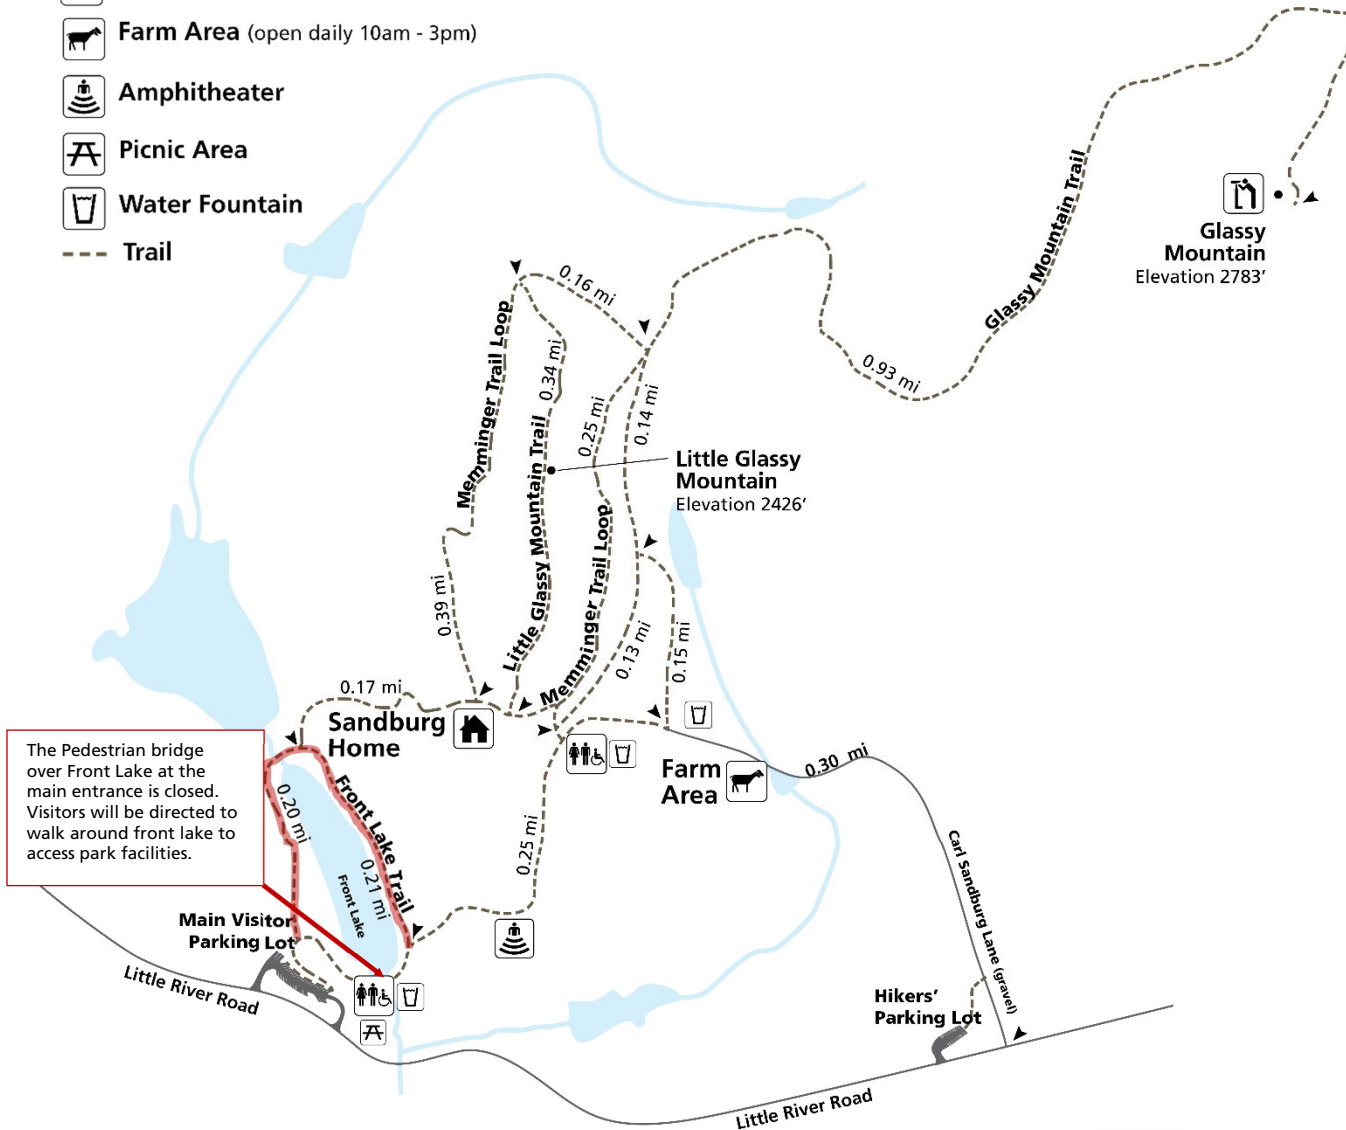 Farm Area (open daily 10am - 3pm)
Amphitheater
Picnic Area
Water Fountain
Trail
Glassy Mountain Trail
Glassy
Mountain
Elevation 2783'
0.16 mi
Memminger Trail Loop
0.34 mi
0.93 mi
0.25 mi
0.14 mi
Little Glassy
Mountain
Elevation 2426'
Little Glassy Mountain Trail
Memminger Trail Loop
0.39 mi
0.13 mi
0.15 mi
0.17 mi
Sandburg
Home
The Pedestrian bridge
over Front Lake at the
main entrance is closed.
Visitors will be directed to
walk around front lake to
access park facilities.
0.20 mi
Front Lake Trail
0.21 mi
Front Lake
Farm
Area
0.30 mi
0.25 mi
Carl Sandburg Lane (gravel)
Main Visitor
Parking Lot
Little River Road
Hikers'
Parking Lot
Little River Road